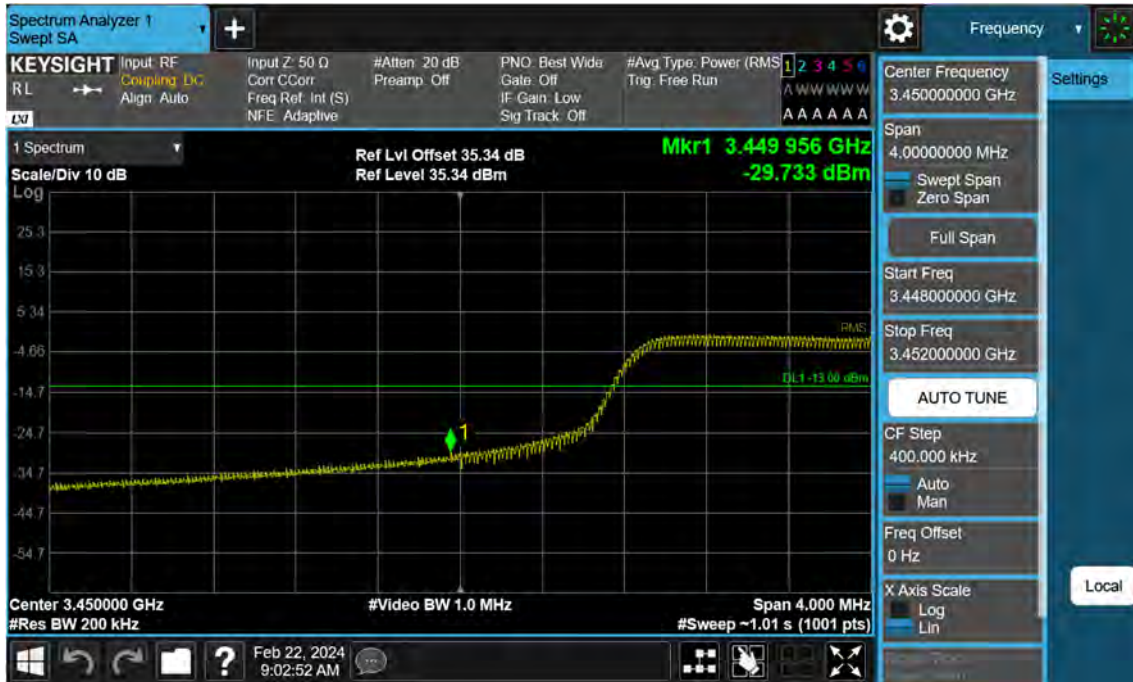 Spectrum Analyzer 1
Swept SA
Frequency
KEYSIGHT
RL
LXI
Input: RF
Coupling: DC
Align: Auto
Input Z: 50 Ω
Corr CCorr
Freq Ref: Int (S)
NFE: Adaptive
#Atten: 20 dB
Preamp: Off
PNO: Best Wide
Gate: Off
IF Gain: Low
Sig Track: Off
#Avg Type: Power (RMS
Trig: Free Run
1 2 3 4 5 6
A W W W W W
A A A A A A
1 Spectrum
Scale/Div 10 dB
Ref Lvl Offset 35.34 dB
Ref Level 35.34 dBm
Mkr1 3.449 956 GHz
-29.733 dBm
Log
25.3
15.3
5.34
-4.66
-14.7
-24.7
-34.7
-44.7
-54.7
RMS
DL1 -13.00 dBm
1
Center 3.450000 GHz
#Res BW 200 kHz
#Video BW 1.0 MHz
Span 4.000 MHz
#Sweep ~1.01 s (1001 pts)
Feb 22, 2024
9:02:52 AM
Center Frequency
3.450000000 GHz
Span
4.00000000 MHz
Swept Span
Zero Span
Full Span
Start Freq
3.448000000 GHz
Stop Freq
3.452000000 GHz
AUTO TUNE
CF Step
400.000 kHz
Auto
Man
Freq Offset
0 Hz
X Axis Scale
Log
Lin
Settings
Local